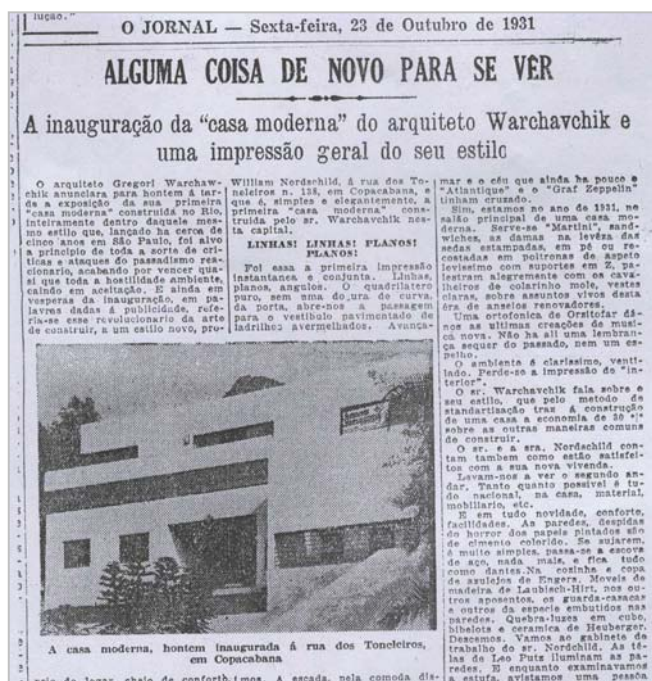 lução."
O JORNAL — Sexta-feira, 23 de Outubro de 1931
ALGUMA COISA DE NOVO PARA SE VÊR
A inauguração da "casa moderna" do arquiteto Warchavchik e
uma impressão geral do seu estilo
O arquiteto Gregori Warchaw-
chik anunciara para hontem á tar-
de a exposição da sua primeira
"casa moderna" construida no Rio,
inteiramente dentro daquele mes-
mo estilo que, lançado ha cerca de
cinco anos em São Paulo, foi alvo
a principio de toda a sorte de cri-
ticas e ataques do passadismo rea-
cionario, acabando por vencer qua-
si que toda a hostilidade ambiente,
caindo em aceitação. E ainda em
vesperas da inauguração, em pa-
lavras dadas á publicidade, refe-
ria-se esse revolucionario da arte
de construir, a um estilo novo, pro-
William Nordschild, á rua dos To-
neleiros n. 138, em Copacabana, e
que é, simples e elegantemente, a
primeira "casa moderna" cons-
truida pelo sr. Warchavchik nes-
ta capital.
LINHAS! LINHAS! PLANOS!
PLANOS!
Foi essa a primeira impressão
instantanea e conjunta. Linhas,
planos, angulos. O quadrilatero
puro, sem uma do,ura de curva,
da porta, abre-nos a passagem
para o vestibulo pavimentado de
ladrilhos avermelhados. Avança-
A casa moderna, hontem inaugurada á rua dos Toneleiros,
em Copacabana
mar e o céu que ainda ha pouco o
"Atlantique" e o "Graf Zeppelin"
tinham cruzado.
Sim, estamos no ano de 1931, no
salão principal de uma casa mo-
derna. Serve-se "Martini", sand-
wiches, as damas na levêza das
sedas estampadas, em pé ou re-
costadas em poltronas de aspeto
levissimo com suportes em Z, pa-
lestram alegremente com os cava-
lheiros de colarinho mole, vestes
claras, sobre assuntos vivos desta
éra de anseios renovadores.
Uma ortofonica de Orsitofar dá-
nos as ultimas creações de musi-
ca nova. Não ha ali uma lembran-
ça sequer do passado, nem um es-
pelho.
O ambiente é clarissimo, venti-
lado. Perde-se a impressão de "in-
terior".
O sr. Warchavchik fala sobre o
seu estilo, que pelo metodo de
standartisação traz á construção
de uma casa a economia de 30 °|°
sobre as outras maneiras comuns
de construir.
O sr. e a sra. Nordschild con-
tam tambem como estão satisfei-
tos com a sua nova vivenda.
Levam-nos a ver o segundo an-
dar. Tanto quanto possivel é tu-
do nacional, na casa, material,
mobiliario, etc.
E em tudo novidade, conforto,
facilidades. As paredes, despidas
do horror dos papeis pintados são
de cimento colorido. Se sujarem,
é muito simples, passa-se a escova
de aço, nada mais, e fica tudo
como dantes. Na cozinha e copa
de azulejos de Engers. Moveis de
madeira de Laubisch-Hirt, nos ou-
tros aposentos, os guarda-casacas
e outros da especie embutidos nas
paredes. Quebra-luzes em cubo,
bibelots e ceramica de Heuberger.
Descemos. Vamos ao gabinete de
trabalho do sr. Nordchild. As té-
las de Leo Puts iluminam as pa-
redes. E enquanto examinavamos
a estufa, avistamos uma pessôa
A escada, pela comoda dis-